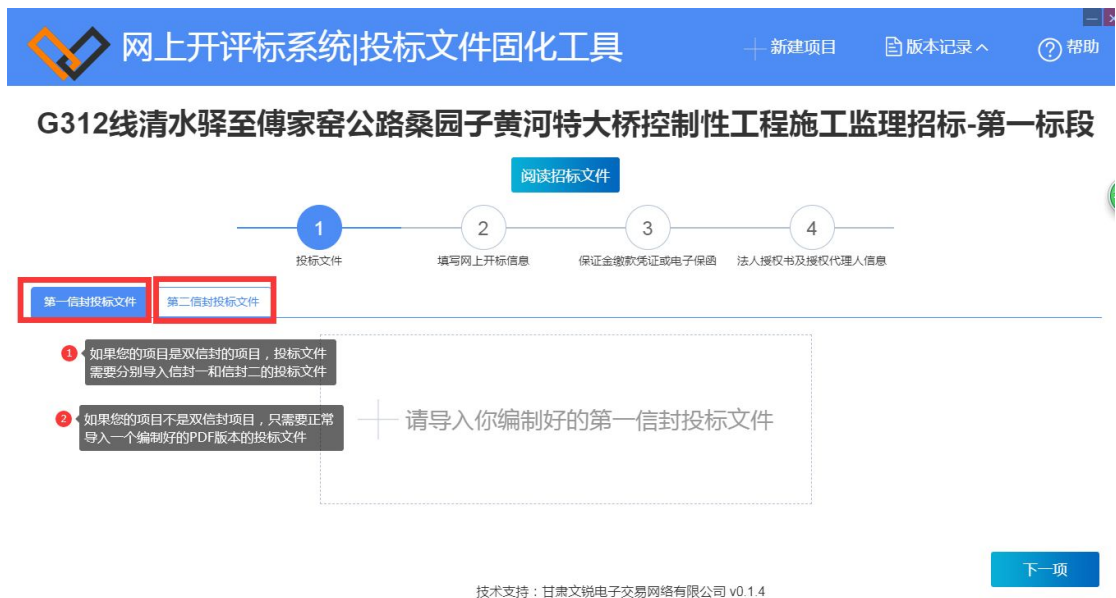 网上开评标系统|投标文件固化工具
新建项目
版本记录
帮助
G312线清水驿至傅家窑公路桑园子黄河特大桥控制性工程施工监理招标-第一标段
阅读招标文件
1
2
3
4
投标文件
填写网上开标信息
保证金缴款凭证或电子保函
法人授权书及授权代理人信息
第一信封投标文件
第二信封投标文件
1
如果您的项目是双信封的项目，投标文件
需要分别导入信封一和信封二的投标文件
2
如果您的项目不是双信封项目，只需要正常
导入一个编制好的PDF版本的投标文件
请导入你编制好的第一信封投标文件
下一项
技术支持：甘肃文锐电子交易网络有限公司 v0.1.4